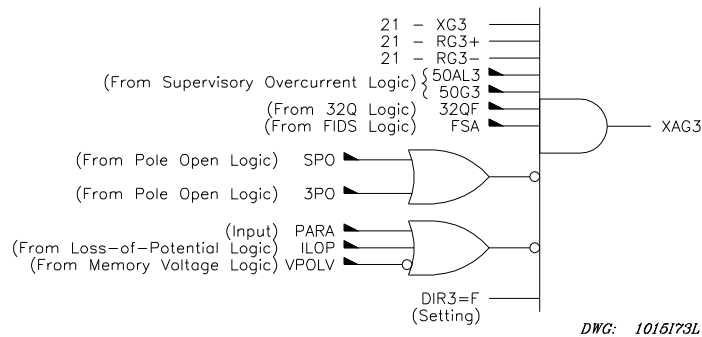 21 - XG3
21 - RG3+
21 - RG3-
(From Supervisory Overcurrent Logic) { 50AL3
50G3
(From 32Q Logic) 32QF
(From FIDS Logic) FSA
XAG3
(From Pole Open Logic) SPO
(From Pole Open Logic) 3PO
(Input) PARA
(From Loss-of-Potential Logic) ILOP
(From Memory Voltage Logic) VPOLV
DIR3=F
(Setting)
DWG: 1015I73L